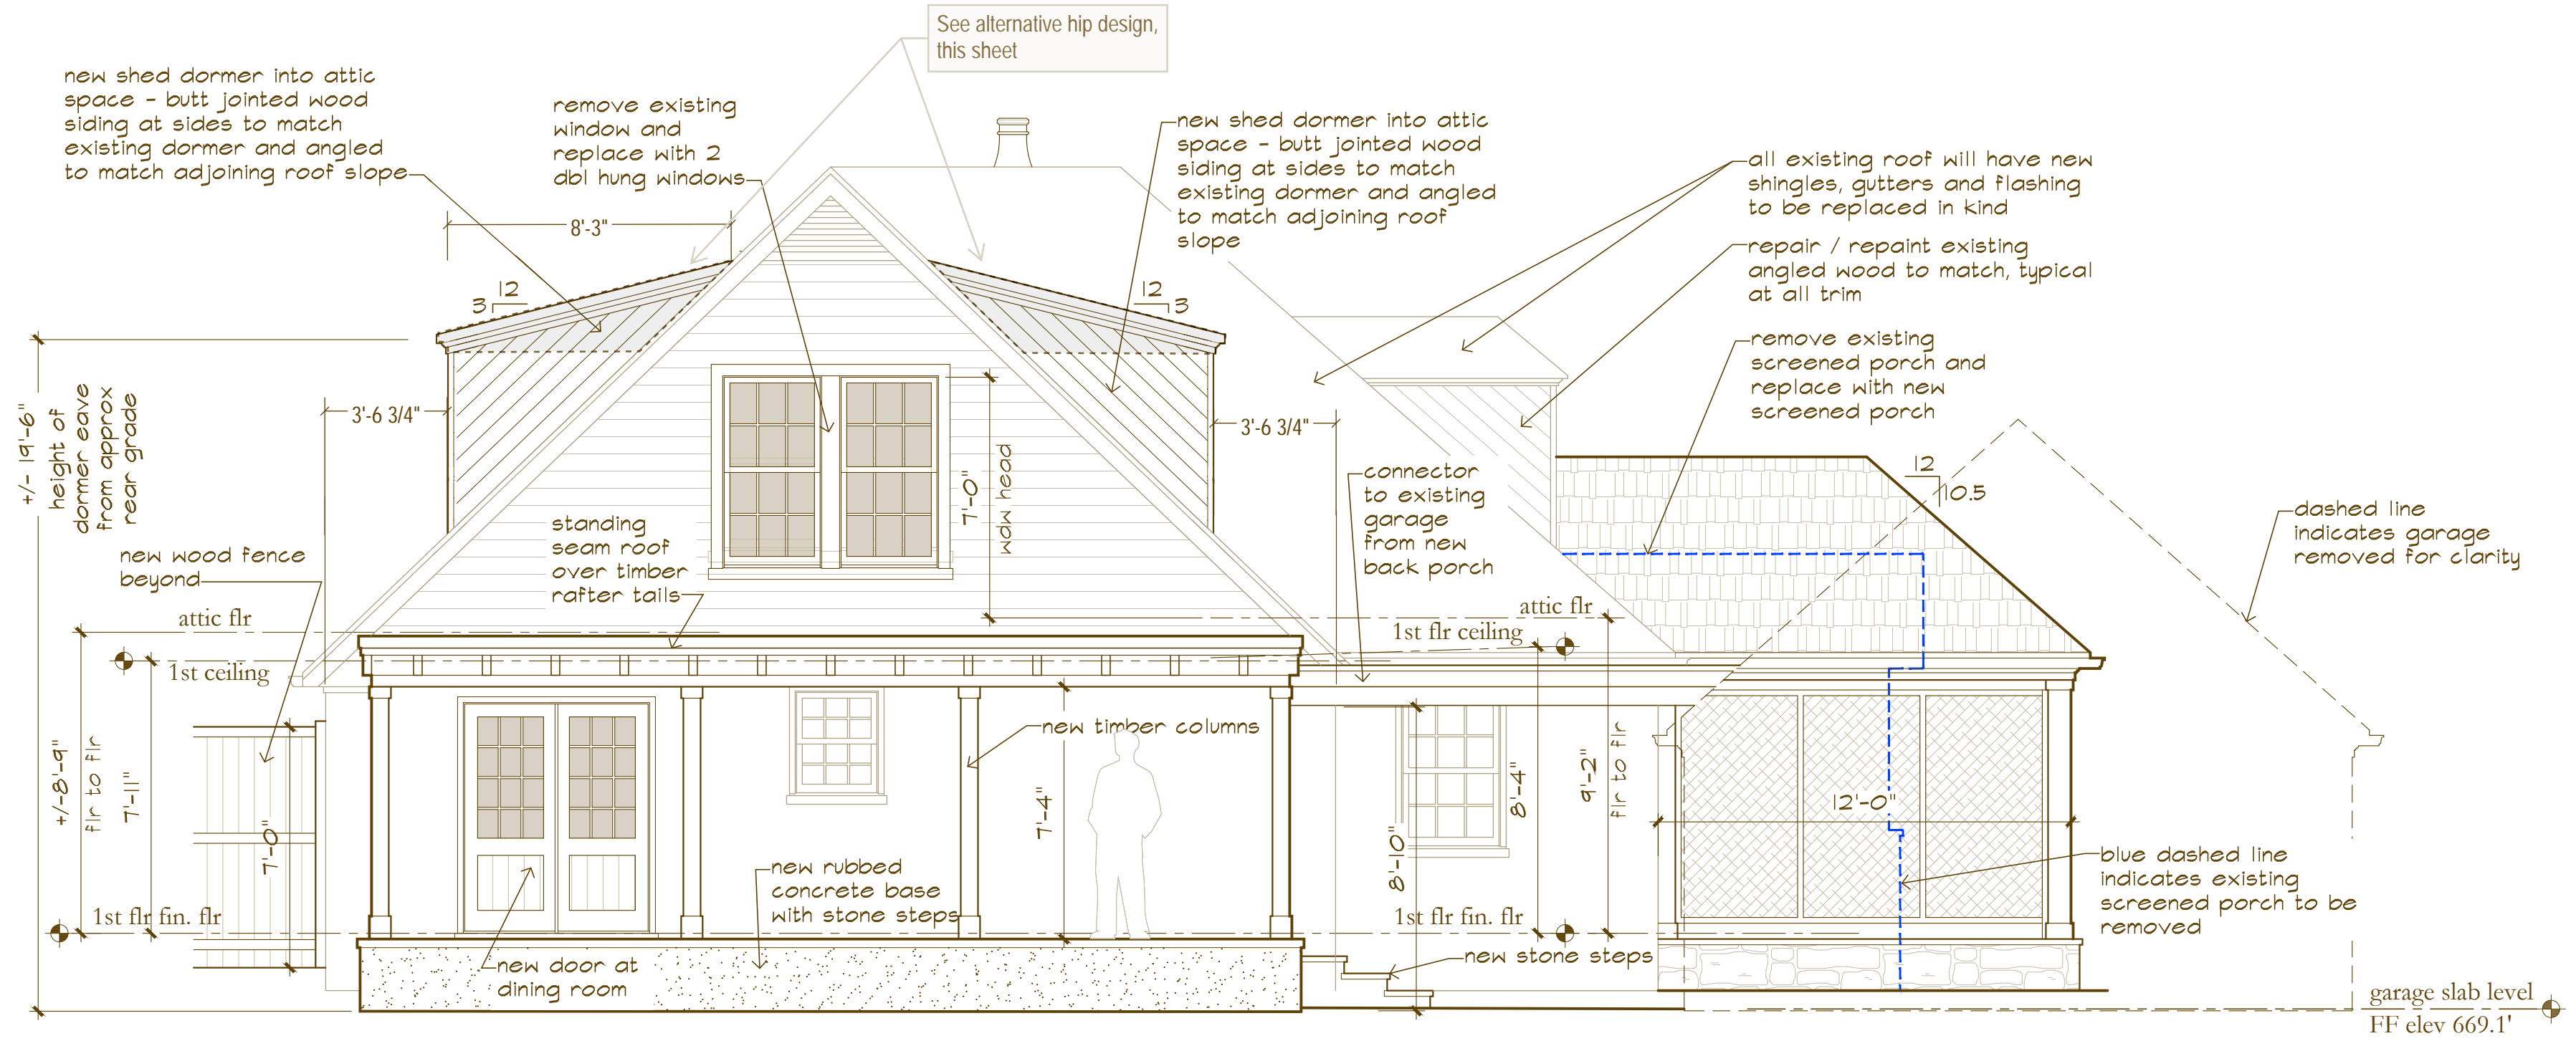 See alternative hip design,
this sheet
new shed dormer into attic
space - butt jointed wood
siding at sides to match
existing dormer and angled
to match adjoining roof slope
remove existing
window and
replace with 2
dbl hung windows
new shed dormer into attic
space - butt jointed wood
siding at sides to match
existing dormer and angled
to match adjoining roof
slope
all existing roof will have new
shingles, gutters and flashing
to be replaced in kind
repair / repaint existing
angled wood to match, typical
at all trim
remove existing
screened porch and
replace with new
screened porch
8'-3"
12
3
12
3
+/- 19'-6"
height of
dormer eave
from approx
rear grade
3'-6 3/4"
3'-6 3/4"
7'-0"
wdw head
connector
to existing
garage
from new
back porch
12
10.5
dashed line
indicates garage
removed for clarity
new wood fence
beyond
standing
seam roof
over timber
rafter tails
attic flr
attic flr
1st flr ceiling
1st ceiling
new timber columns
+/-8'-9"
flr to flr
7'-11"
7'-0"
7'-4"
8'-10"
8'-4"
9'-2"
flr to flr
12'-0"
new rubbed
concrete base
with stone steps
blue dashed line
indicates existing
screened porch to be
removed
1st flr fin. flr
1st flr fin. flr
new door at
dining room
new stone steps
garage slab level
FF elev 669.1'